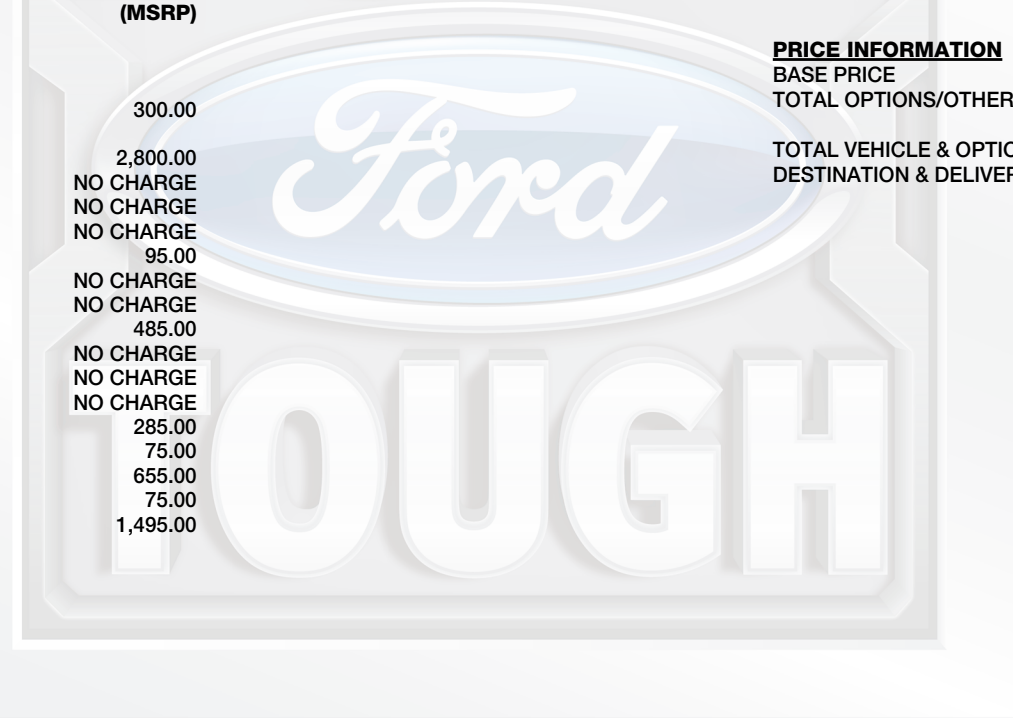 (MSRP)
300.00
2,800.00
NO CHARGE
NO CHARGE
NO CHARGE
95.00
NO CHARGE
NO CHARGE
485.00
NO CHARGE
NO CHARGE
NO CHARGE
285.00
75.00
655.00
75.00
1,495.00
PRICE INFORMATION
BASE PRICE
TOTAL OPTIONS/OTHER
TOTAL VEHICLE & OPTIO
DESTINATION & DELIVER
Ford
TOUGH